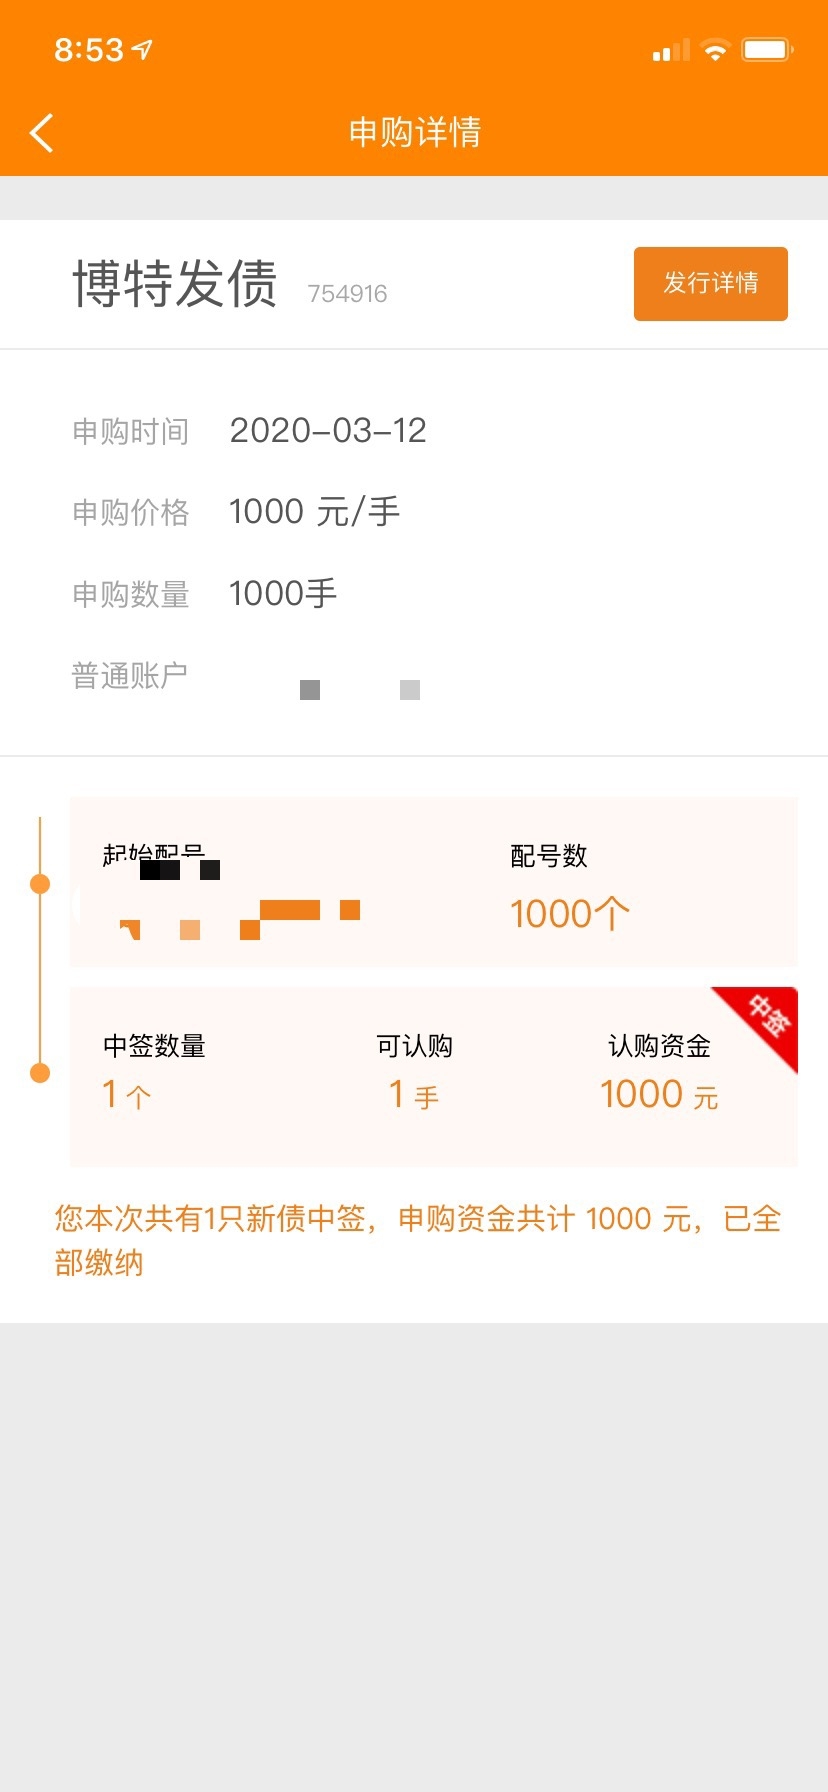 8:53
申购详情
博特发债 754916 发行详情
申购时间 2020-03-12
申购价格 1000 元/手
申购数量 1000手
普通账户
起始配号 配号数
1000个
中签
中签数量 可认购 认购资金
1 个 1 手 1000 元
您本次共有1只新债中签，申购资金共计 1000 元，已全
部缴纳